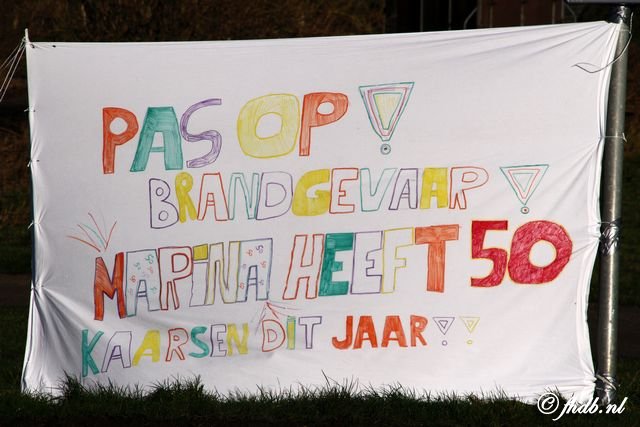 PAS OP!
BRANDGEVAAR!
MARINA HEEFT 50
KAARSEN DIT JAAR!!
© fhdb.nl